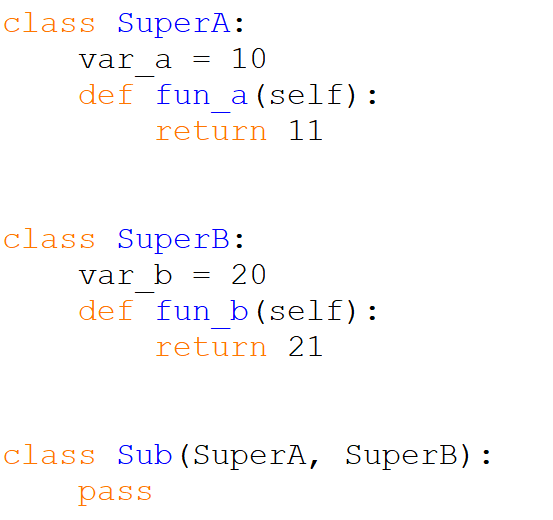 class SuperA:
    var_a = 10
    def fun_a(self):
        return 11
class SuperB:
    var_b = 20
    def fun_b(self):
        return 21
class Sub(SuperA, SuperB):
    pass